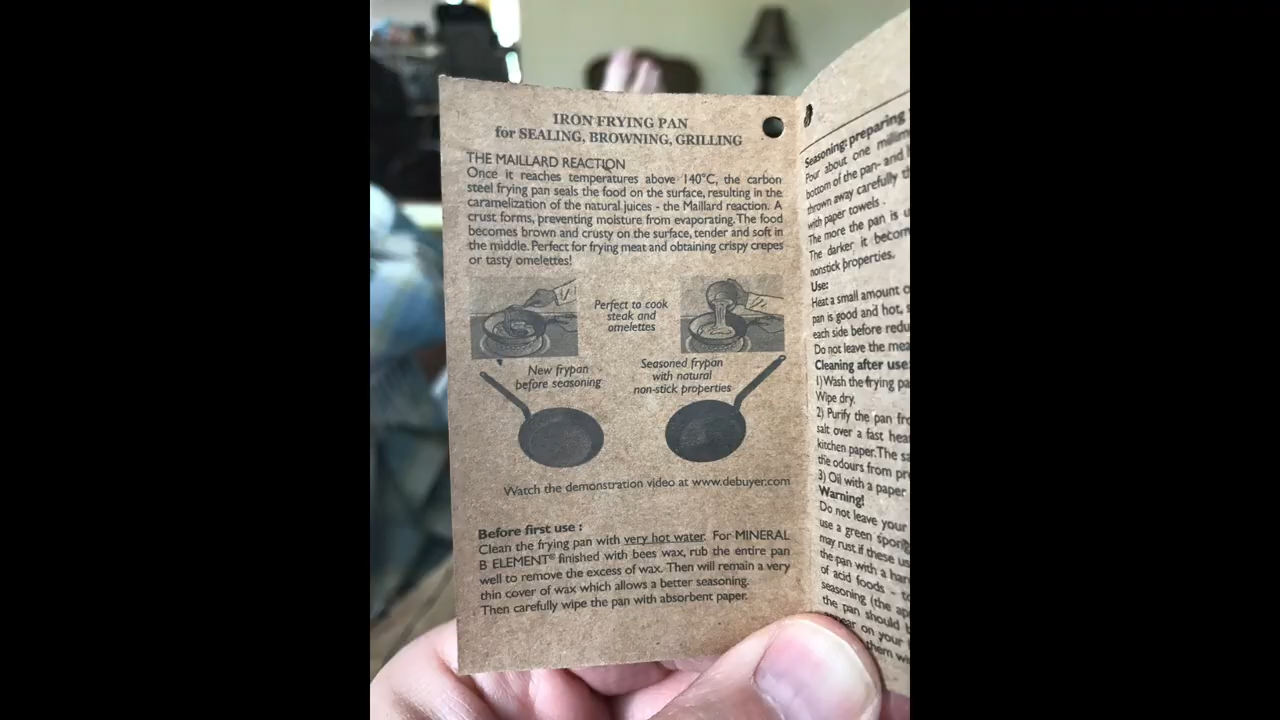 IRON FRYING PAN
for SEALING, BROWNING, GRILLING
THE MAILLARD REACTION
Once it reaches temperatures above 140°C, the carbon
steel frying pan seals the food on the surface, resulting in the
caramelization of the natural juices - the Maillard reaction. A
crust forms, preventing moisture from evaporating. The food
becomes brown and crusty on the surface, tender and soft in
the middle. Perfect for frying meat and obtaining crispy crepes
or tasty omelettes!
Perfect to cook
steak and
omelettes
New frypan
before seasoning
Seasoned frypan
with natural
non-stick properties
Watch the demonstration video at www.debuyer.com
Before first use :
Clean the frying pan with very hot water. For MINERAL
B ELEMENT® finished with bees wax, rub the entire pan
well to remove the excess of wax. Then will remain a very
thin cover of wax which allows a better seasoning.
Then carefully wipe the pan with absorbent paper.
Seasoning: preparing
Pour about one
bottom of the pan- and
thrown away carefully
with paper towels .
The more the pan is
The darker it
nonstick properties.
Use:
Heat a small amount
pan is good and hot,
each side before
Do not leave the
Cleaning after use
1) Wash the frying
Wipe dry.
2) Purify the pan
salt over a fast
kitchen paper. The
the odours from
3) Oil with a paper
Warning!
Do not leave your
use a green
may rust if these
the pan with a
of acid foods -
seasoning (the
the pan should
on your
them